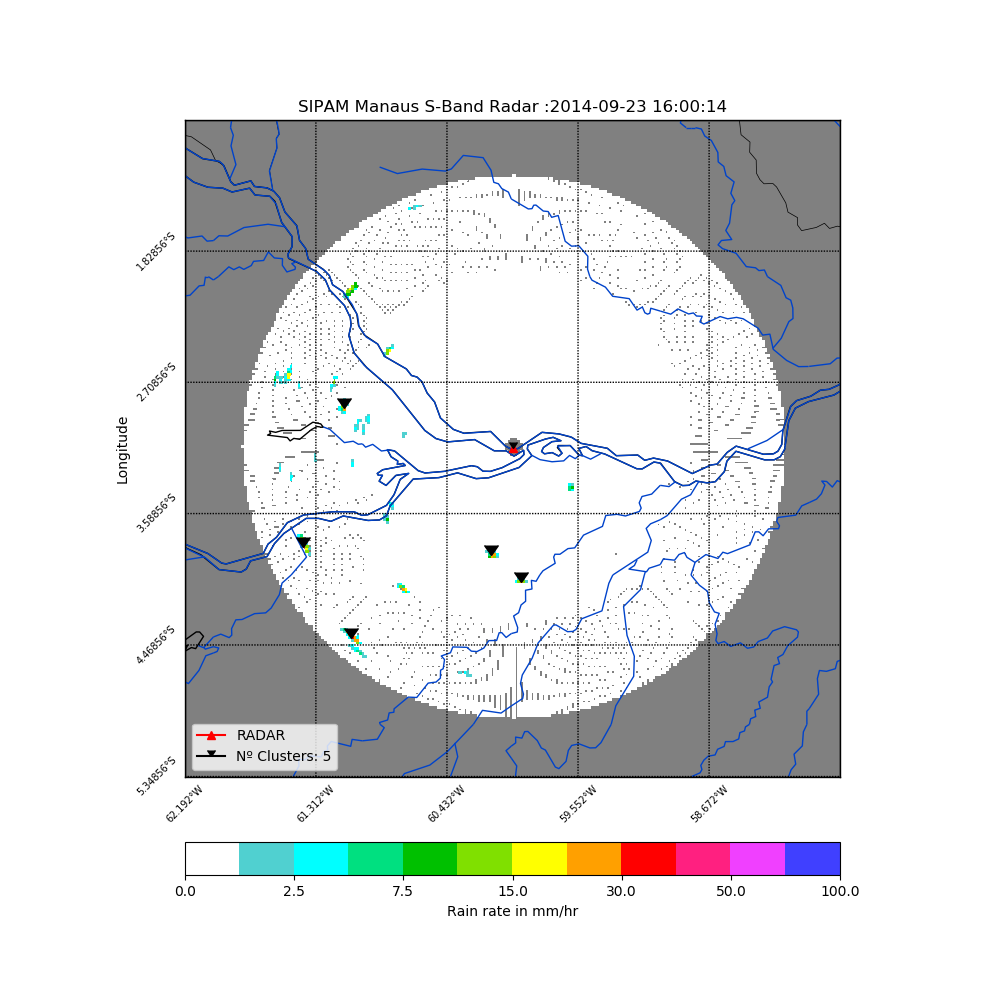 SIPAM Manaus S-Band Radar :2014-09-23 16:00:14
Longitude
1.82856°S
2.70856°S
3.58856°S
4.46856°S
5.34856°S
RADAR
Nº Clusters: 5
62.192°W 61.312°W 60.432°W 59.552°W 58.672°W
0.0 2.5 7.5 15.0 30.0 50.0 100.0
Rain rate in mm/hr